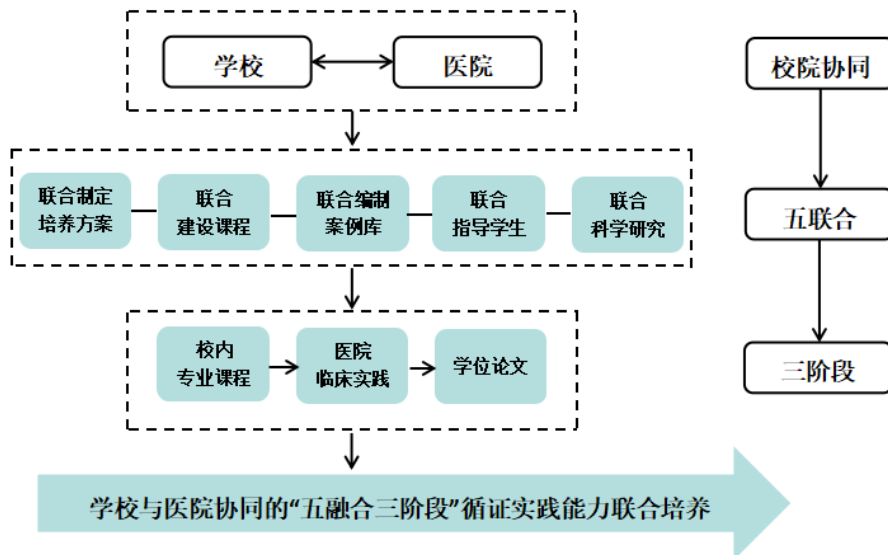 学校
医院
校院协同
联合制定
培养方案
联合
建设课程
联合编制
案例库
联合
指导学生
联合
科学研究
五联合
校内
专业课程
医院
临床实践
学位论文
三阶段
学校与医院协同的“五融合三阶段”循证实践能力联合培养